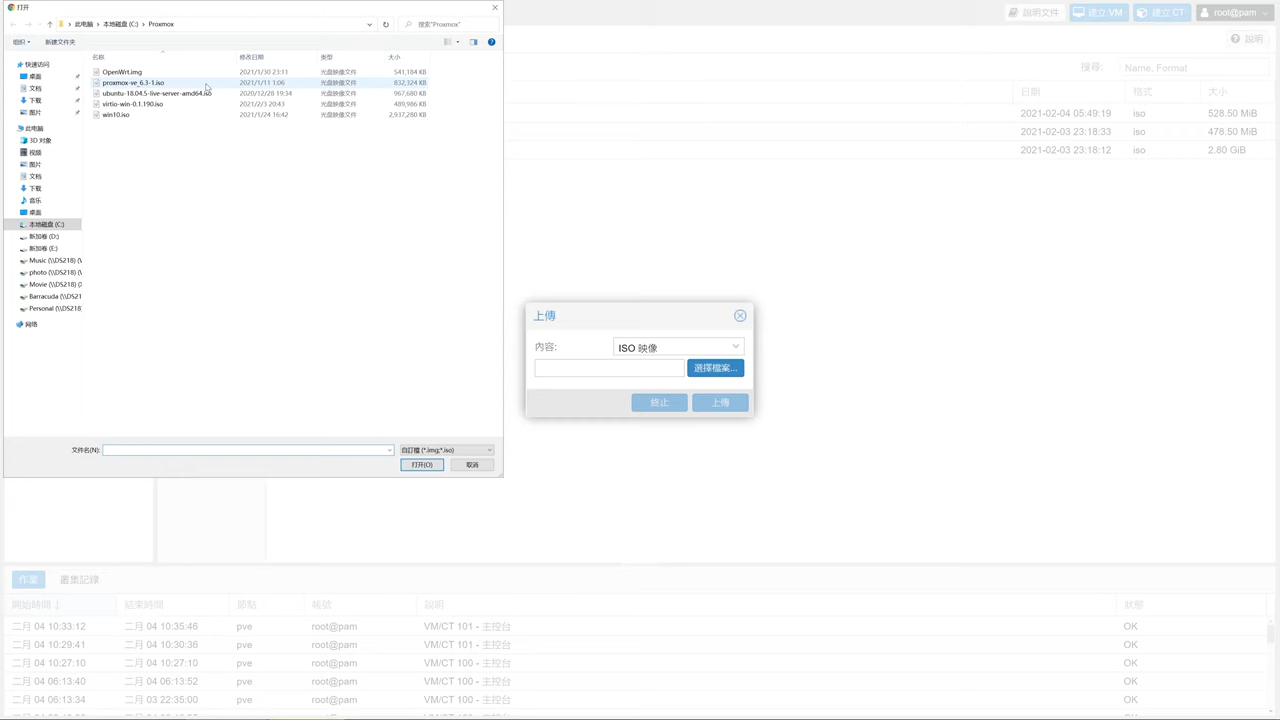 打开
此电脑 > 本地磁盘 (C:) > Proxmox
搜索"Proxmox"
组织
新建文件夹
名称 修改日期 类型 大小
OpenWrt.img 2021/1/30 23:11 光盘映像文件 541,184 KB
proxmox-ve_6.3-1.iso 2021/1/11 1:06 光盘映像文件 832,324 KB
ubuntu-18.04.5-live-server-amd64.iso 2020/12/28 19:34 光盘映像文件 967,680 KB
virtio-win-0.1.190.iso 2021/2/3 20:43 光盘映像文件 489,986 KB
win10.iso 2021/1/24 16:42 光盘映像文件 2,937,280 KB
快速访问
桌面
文档
下载
图片
此电脑
3D 对象
视频
图片
文档
下载
音乐
桌面
本地磁盘 (C:)
新加卷 (D:)
新加卷 (E:)
Music (\\DS218) (
photo (\\DS218) (
Movie (\\DS218) (
Barracuda (\\DS21
Personal (\\DS218)
网络
文件名(N):
自訂檔 (*.img;*.iso)
打开(O)
取消
說明文件
建立 VM
建立 CT
root@pam
說明
搜尋: Name, Format
日期 格式 大小
2021-02-04 05:49:19 iso 528.50 MiB
2021-02-03 23:18:33 iso 478.50 MiB
2021-02-03 23:18:12 iso 2.80 GiB
上傳
內容: ISO 映像
選擇檔案...
終止
上傳
作業
叢集記錄
開始時間 ↓ 結束時間 節點 帳號 說明 狀態
二月 04 10:33:12 二月 04 10:35:46 pve root@pam VM/CT 101 - 主控台 OK
二月 04 10:29:41 二月 04 10:30:36 pve root@pam VM/CT 101 - 主控台 OK
二月 04 10:27:10 二月 04 10:27:10 pve root@pam VM/CT 100 - 主控台 OK
二月 04 06:13:40 二月 04 06:13:52 pve root@pam VM/CT 100 - 主控台 OK
二月 04 06:13:34 二月 03 22:35:00 pve root@pam VM/CT 100 - 主控台 OK